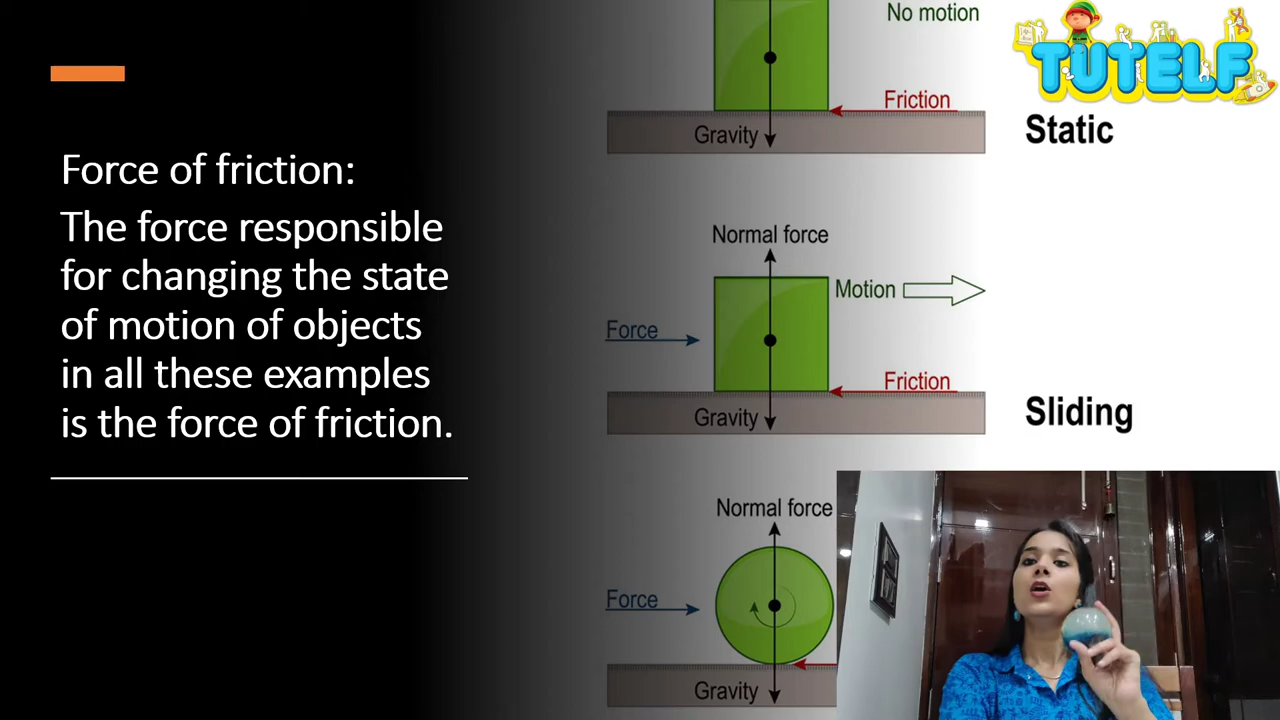 Force of friction:
The force responsible
for changing the state
of motion of objects
in all these examples
is the force of friction.
No motion
Friction
Gravity
Static
Normal force
Motion
Force
Friction
Gravity
Sliding
Normal force
Force
Gravity
TUTELF